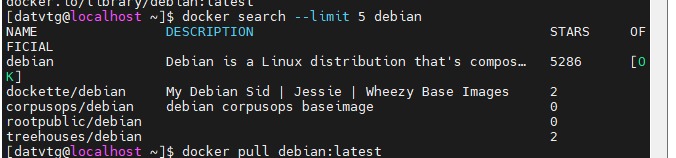 docker.io/library/debian:latest
[datvtg@localhost ~]$ docker search --limit 5 debian
NAME DESCRIPTION STARS OF
FICIAL
debian Debian is a Linux distribution that's compos… 5286 [O
K]
dockette/debian My Debian Sid | Jessie | Wheezy Base Images 2
corpusops/debian debian corpusops baseimage 0
rootpublic/debian 0
treehouses/debian 2
[datvtg@localhost ~]$ docker pull debian:latest